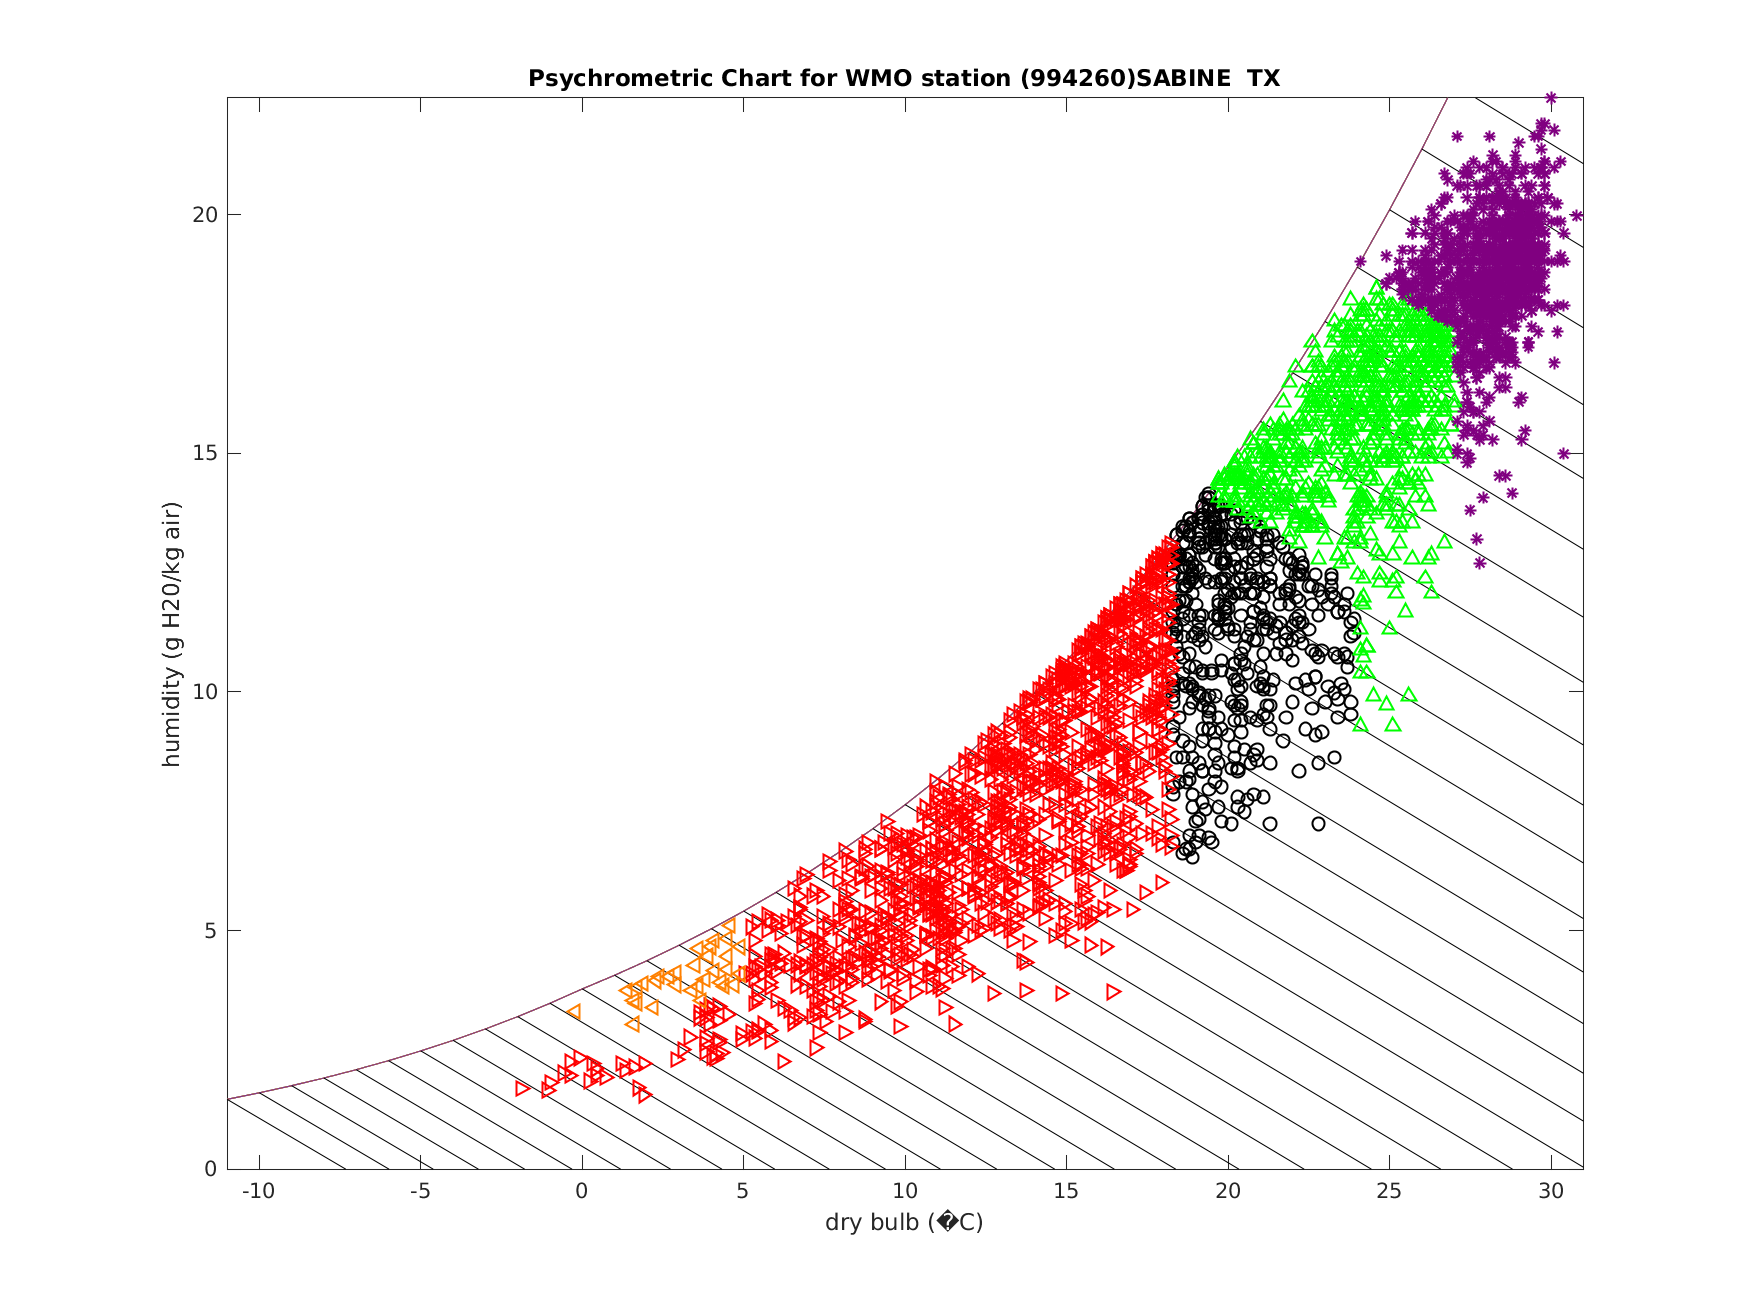 Psychrometric Chart for WMO station (994260)SABINE  TX
20
15
10
5
0
humidity (g H20/kg air)
-10 -5 0 5 10 15 20 25 30
dry bulb (�C)